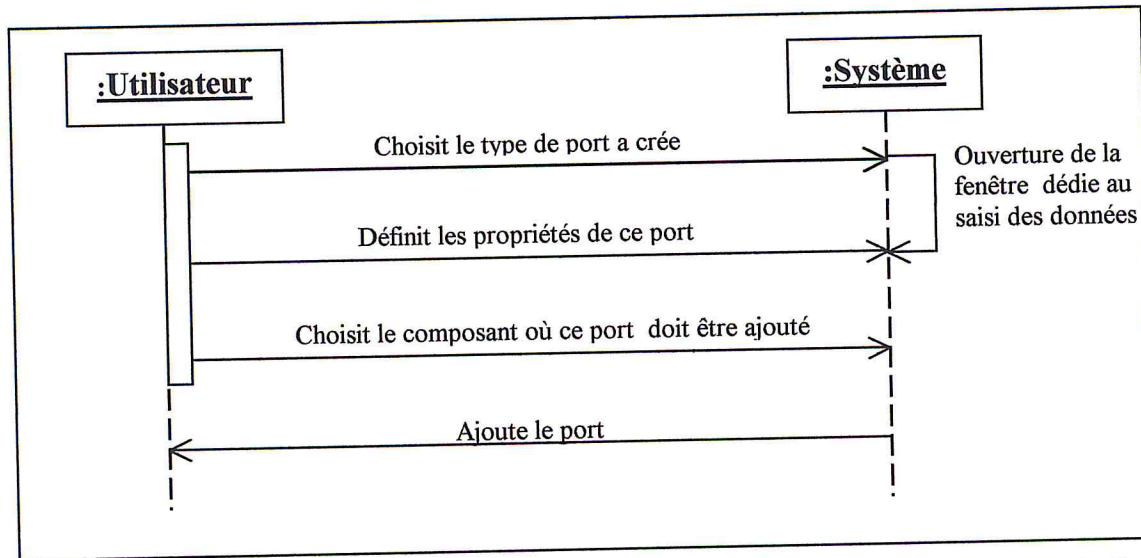 :Utilisateur
:Système
Choisit le type de port a crée
Ouverture de la
fenêtre dédie au
saisi des données
Définit les propriétés de ce port
Choisit le composant où ce port doit être ajouté
Ajoute le port